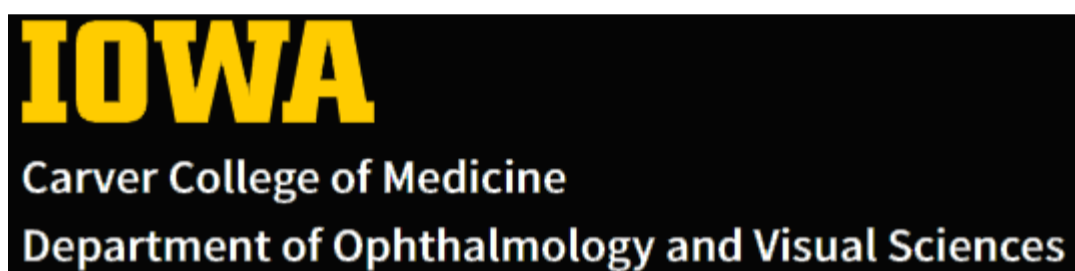 IOWA
Carver College of Medicine
Department of Ophthalmology and Visual Sciences